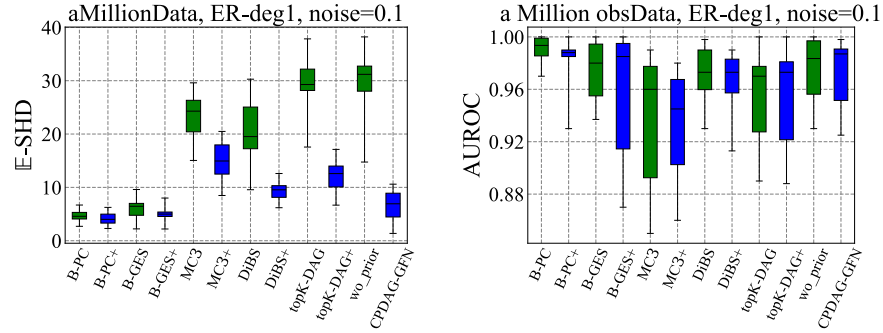 aMillionData, ER-deg1, noise=0.1
40
30
20
10
0
𝔼-SHD
B-PC
B-PC+
B-GES
B-GES+
MC3
MC3+
DiBS
DiBS+
topK-DAG
topK-DAG+
wo_prior
CPDAG-GFN
a Million obsData, ER-deg1, noise=0.1
1.00
0.96
0.92
0.88
AUROC
B-PC
B-PC+
B-GES
B-GES+
MC3
MC3+
DiBS
DiBS+
topK-DAG
topK-DAG+
wo_prior
CPDAG-GFN